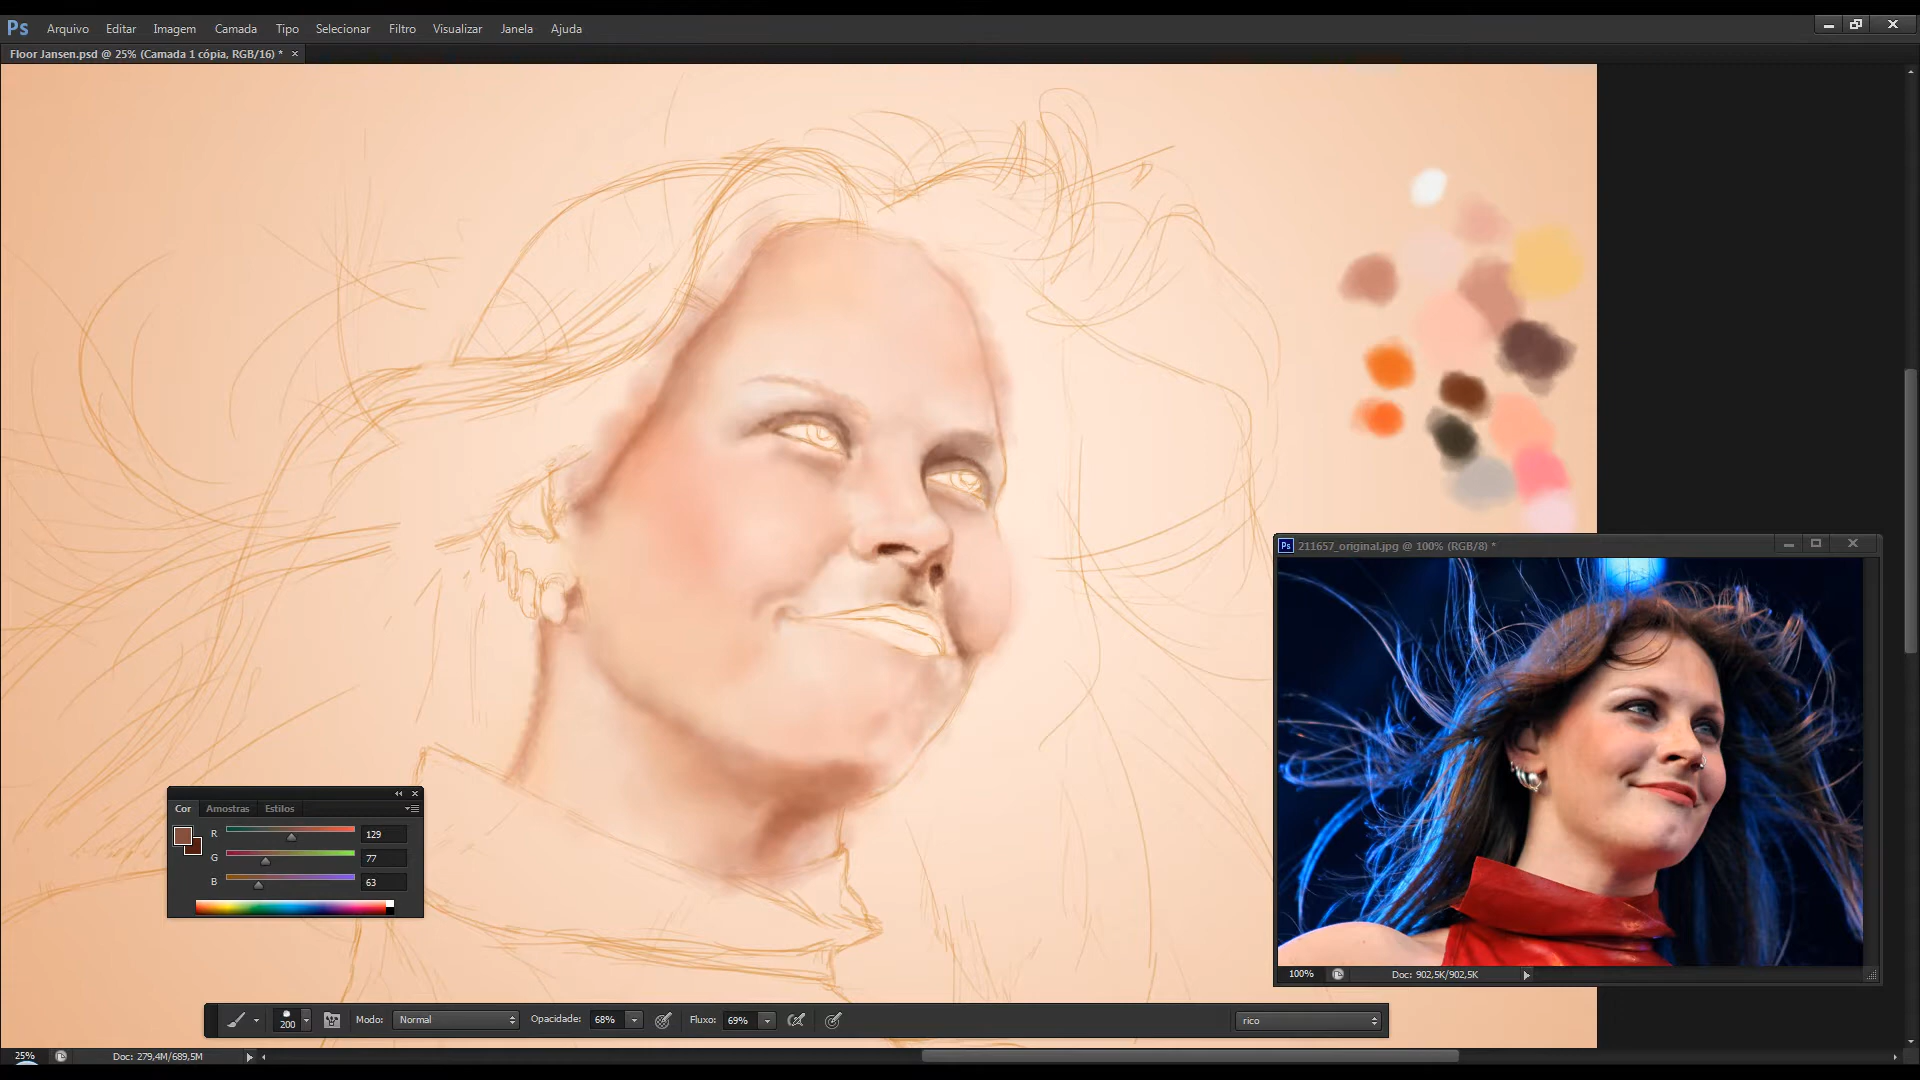 Ps Arquivo Editar Imagem Camada Tipo Selecionar Filtro Visualizar Janela Ajuda
Floor Jansen.psd @ 25% (Camada 1 cópia, RGB/16) *
Ps 211657_original.jpg @ 100% (RGB/8) *
Cor Amostras Estilos
R 129
G 77
B 63
100% Doc: 902,5K/902,5K
200 Modo: Normal Opacidade: 68% Fluxo: 69% rico
25% Doc: 279,4M/689,5M